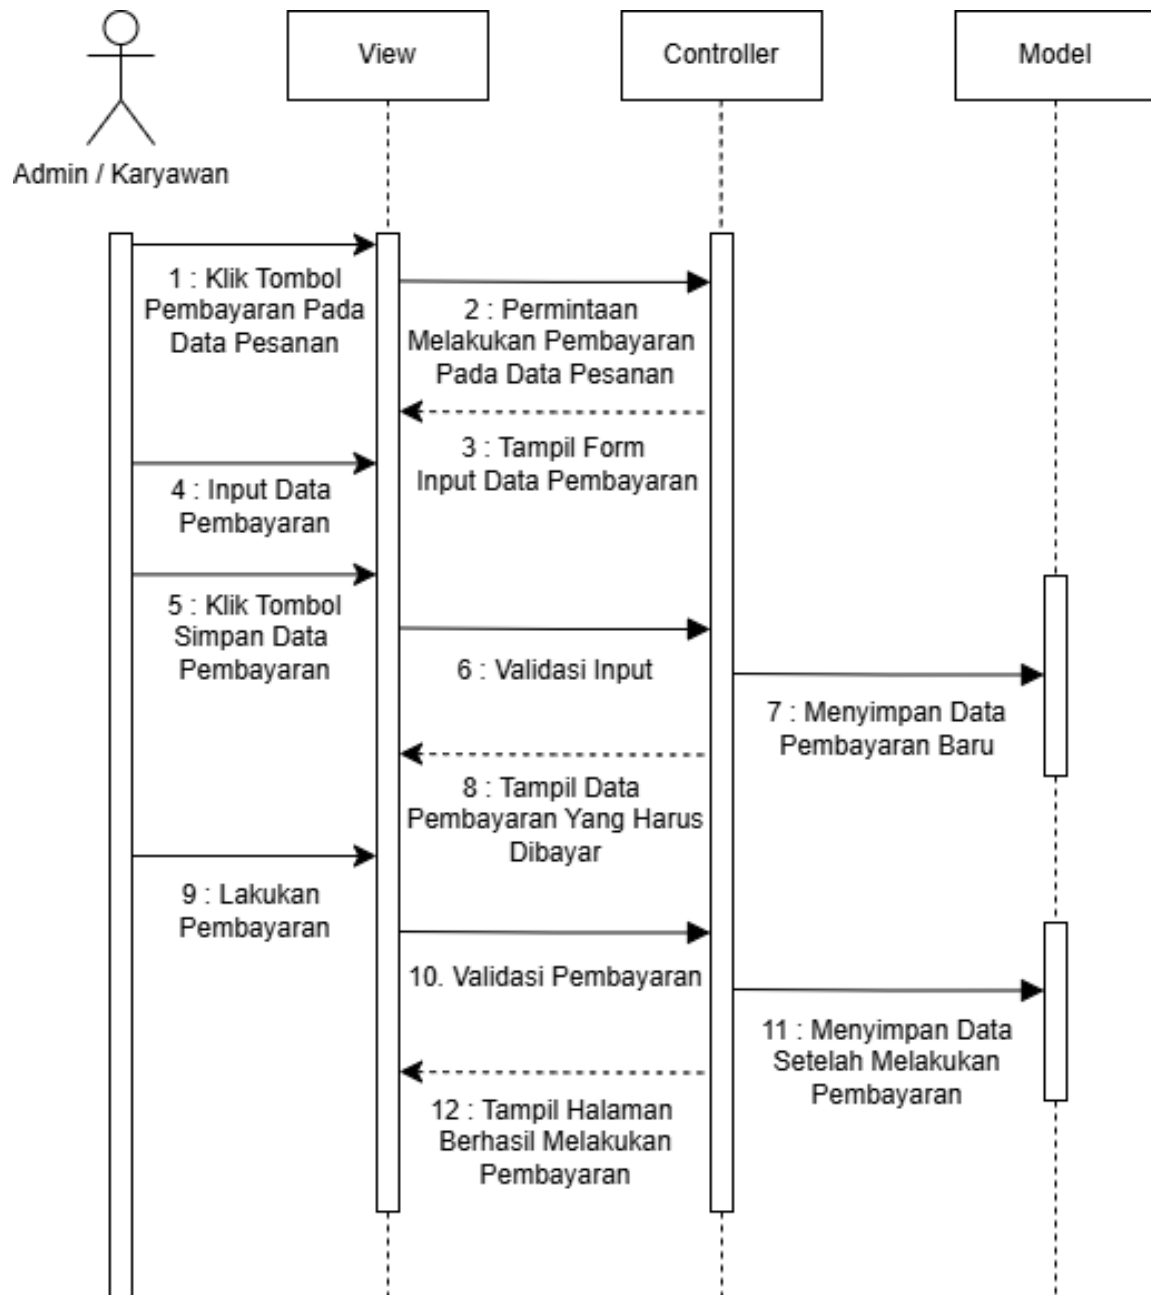 View
Controller
Model
Admin / Karyawan
1 : Klik Tombol
Pembayaran Pada
Data Pesanan
2 : Permintaan
Melakukan Pembayaran
Pada Data Pesanan
3 : Tampil Form
Input Data Pembayaran
4 : Input Data
Pembayaran
5 : Klik Tombol
Simpan Data
Pembayaran
6 : Validasi Input
7 : Menyimpan Data
Pembayaran Baru
8 : Tampil Data
Pembayaran Yang Harus
Dibayar
9 : Lakukan
Pembayaran
10. Validasi Pembayaran
11 : Menyimpan Data
Setelah Melakukan
Pembayaran
12 : Tampil Halaman
Berhasil Melakukan
Pembayaran